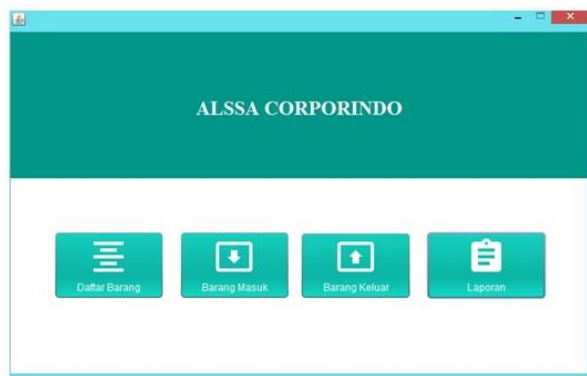 ALSSA CORPORINDO
Daftar Barang
Barang Masuk
Barang Keluar
Laporan